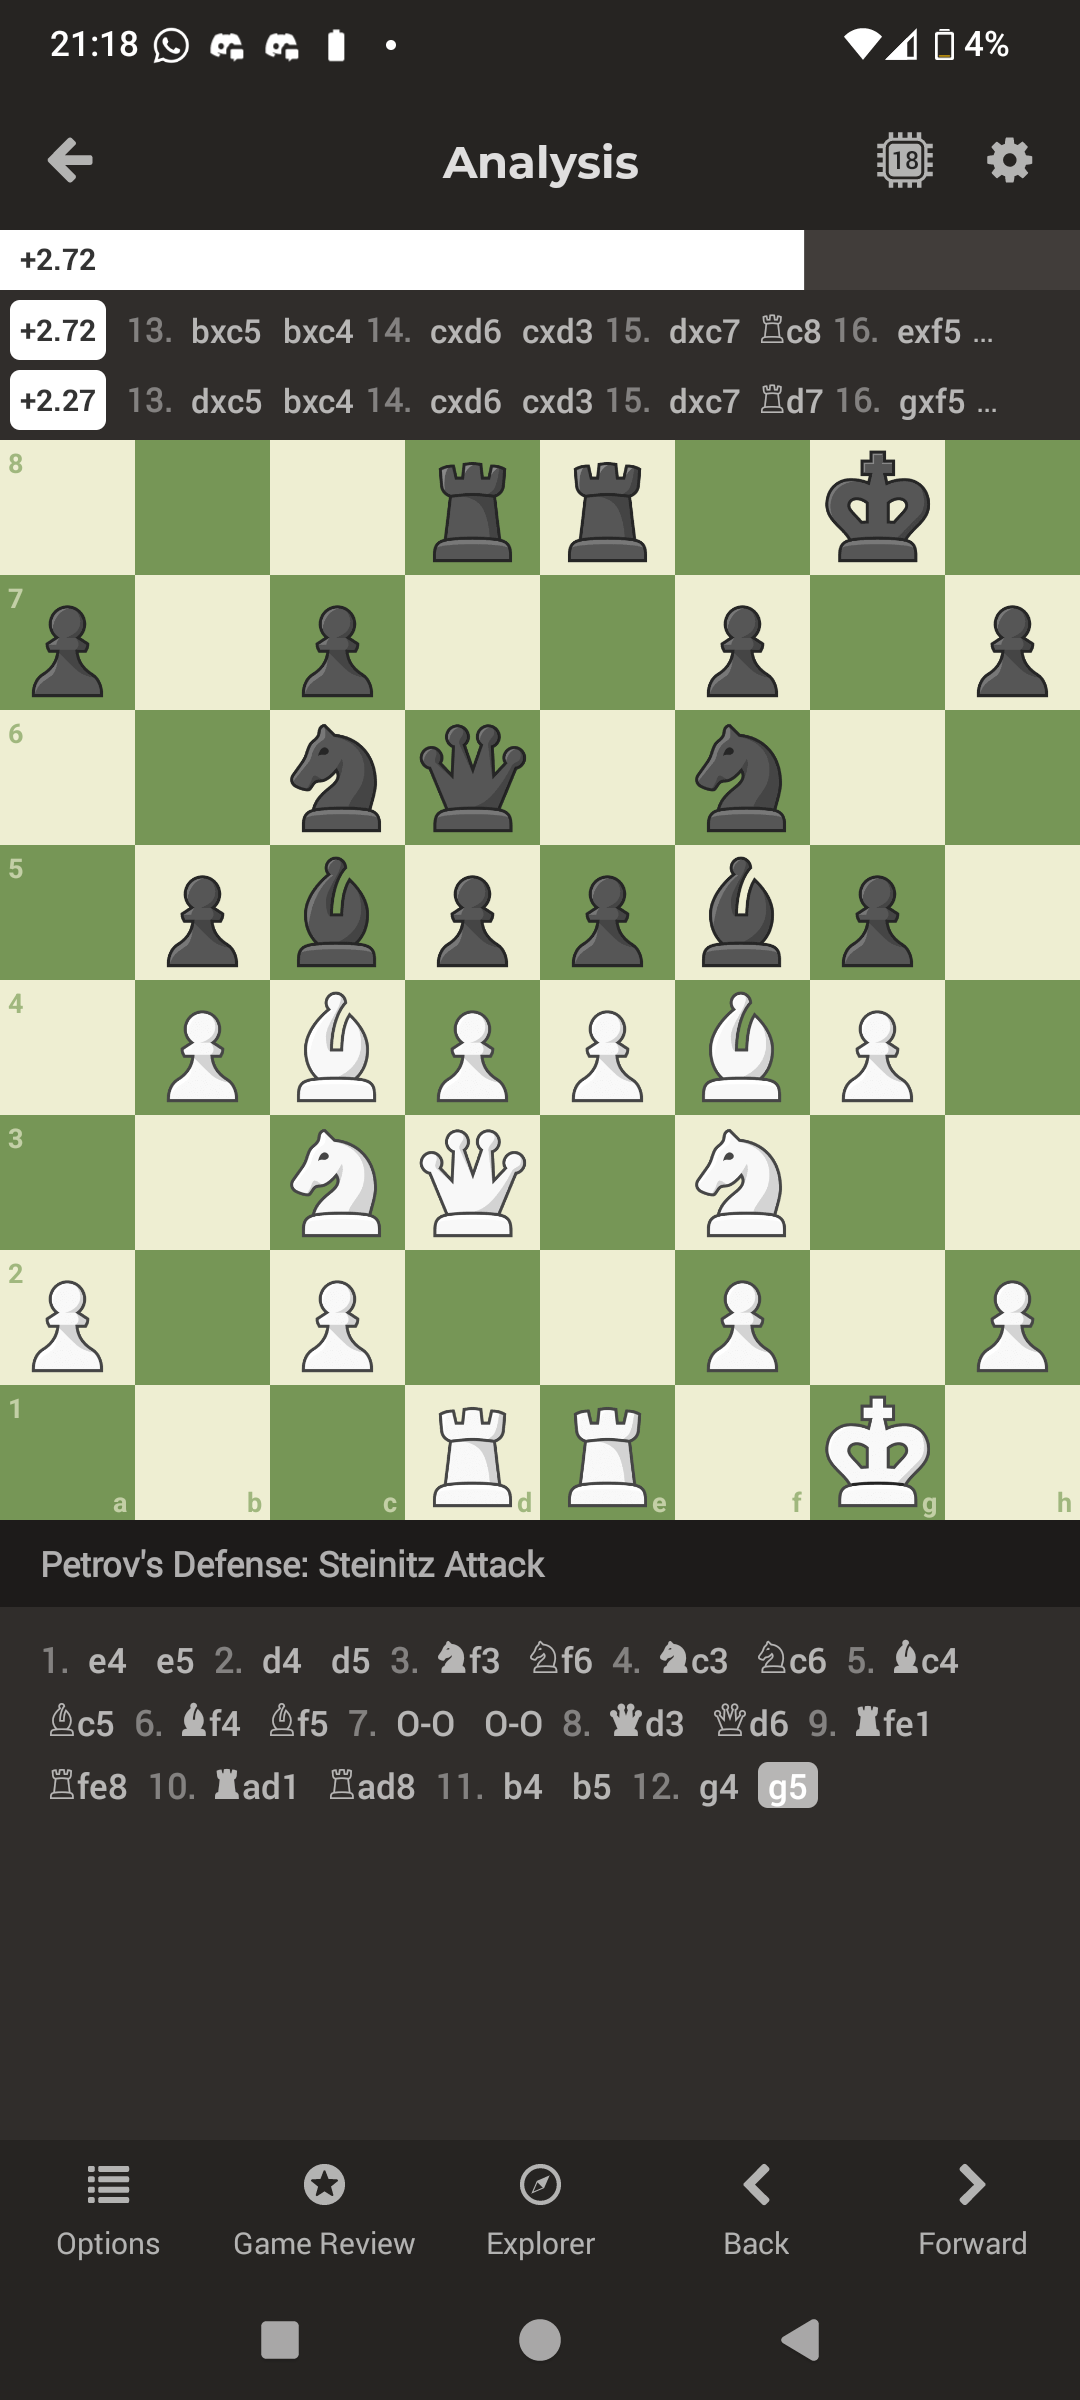 21:18 4%
Analysis 18
+2.72
+2.72 13. bxc5 bxc4 14. cxd6 cxd3 15. dxc7 ♖c8 16. exf5 ...
+2.27 13. dxc5 bxc4 14. cxd6 cxd3 15. dxc7 ♖d7 16. gxf5 ...
8
7
6
5
4
3
2
1
a b c d e f g h
Petrov's Defense: Steinitz Attack
1. e4 e5 2. d4 d5 3. ♞f3 ♘f6 4. ♞c3 ♘c6 5. ♝c4
♗c5 6. ♝f4 ♗f5 7. O-O O-O 8. ♛d3 ♕d6 9. ♜fe1
♖fe8 10. ♜ad1 ♖ad8 11. b4 b5 12. g4 g5
Options Game Review Explorer Back Forward